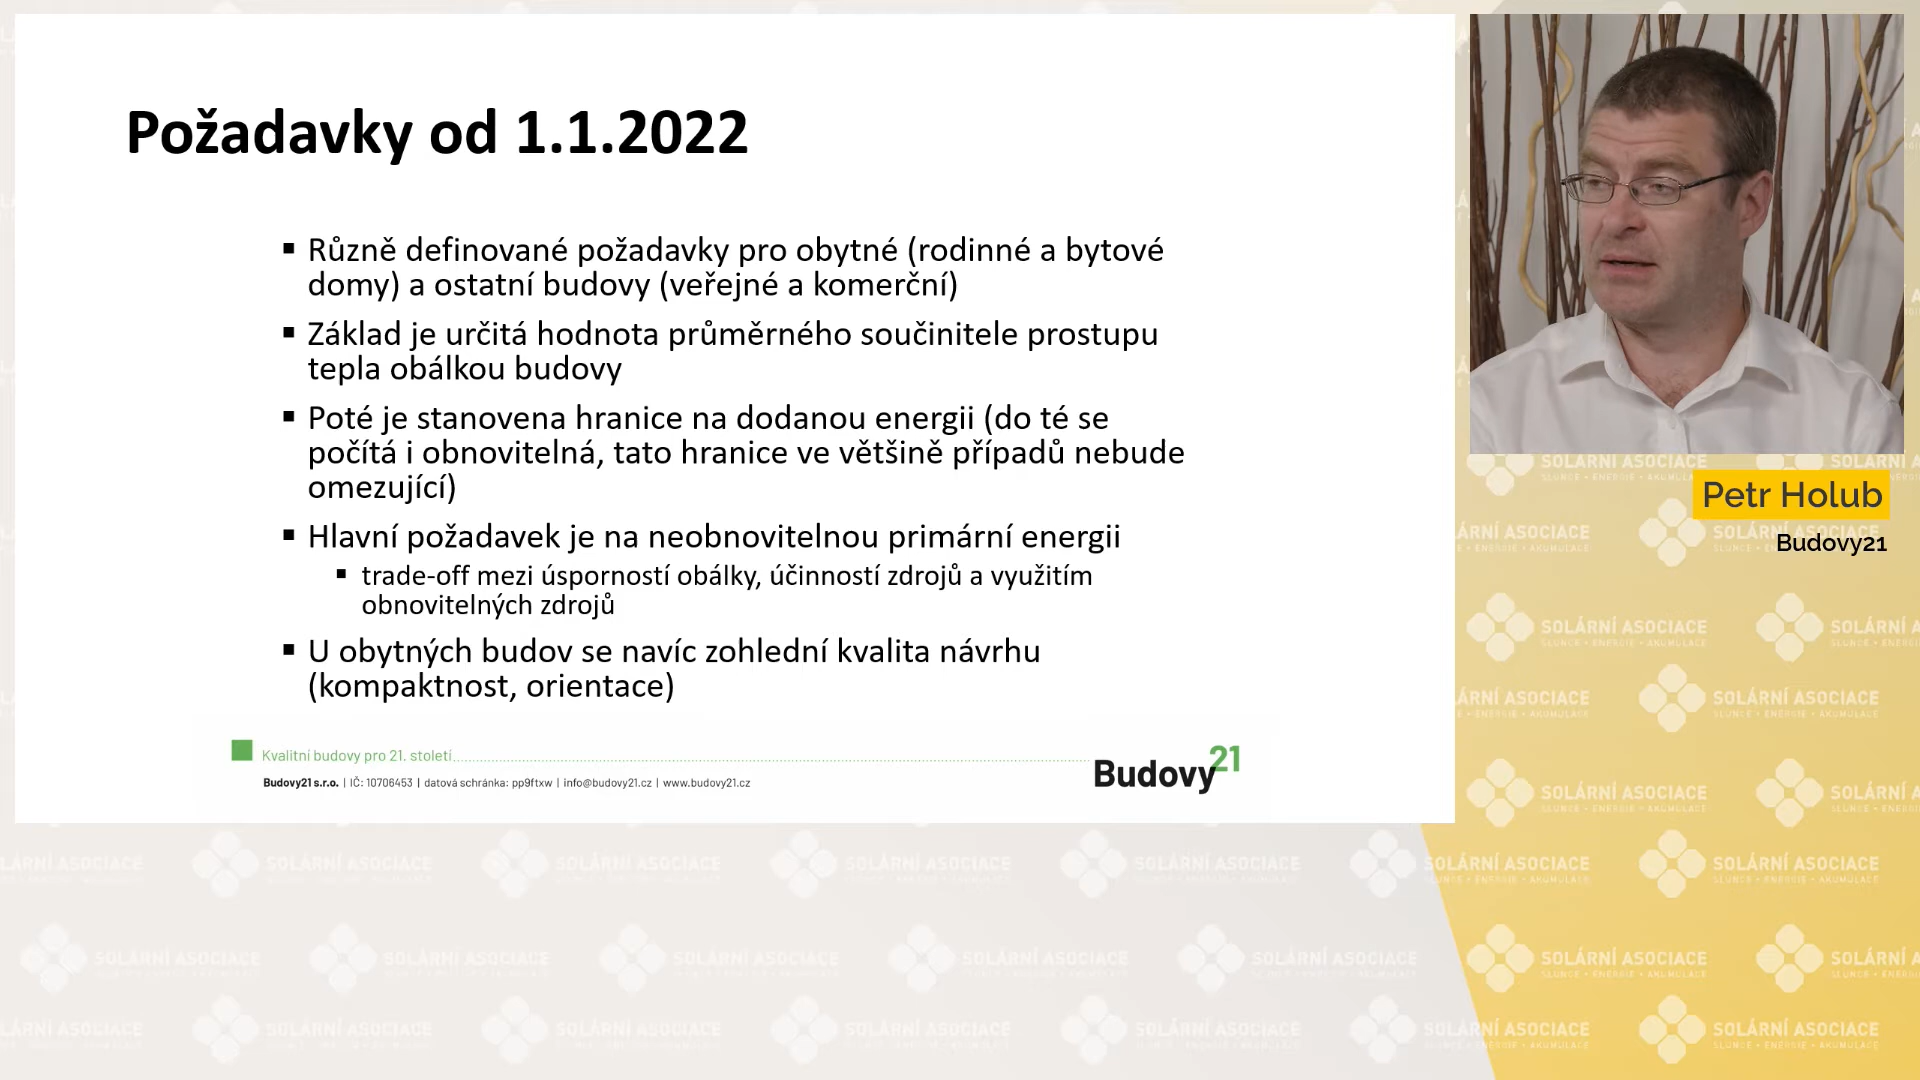 Požadavky od 1.1.2022
▪ Různě definované požadavky pro obytné (rodinné a bytové
domy) a ostatní budovy (veřejné a komerční)
▪ Základ je určitá hodnota průměrného součinitele prostupu
tepla obálkou budovy
▪ Poté je stanovena hranice na dodanou energii (do té se
počítá i obnovitelná, tato hranice ve většině případů nebude
omezující)
▪ Hlavní požadavek je na neobnovitelnou primární energii
▪ trade-off mezi úsporností obálky, účinností zdrojů a využitím
obnovitelných zdrojů
▪ U obytných budov se navíc zohlední kvalita návrhu
(kompaktnost, orientace)
Kvalitní budovy pro 21. století
Budovy21 s.r.o. | IČ: 10706453 | datová schránka: pp9ftxw | info@budovy21.cz | www.budovy21.cz
Budovy21
Petr Holub
Budovy21
SOLÁRNÍ ASOCIACE
SLUNCE • ENERGIE • AKUMULACE